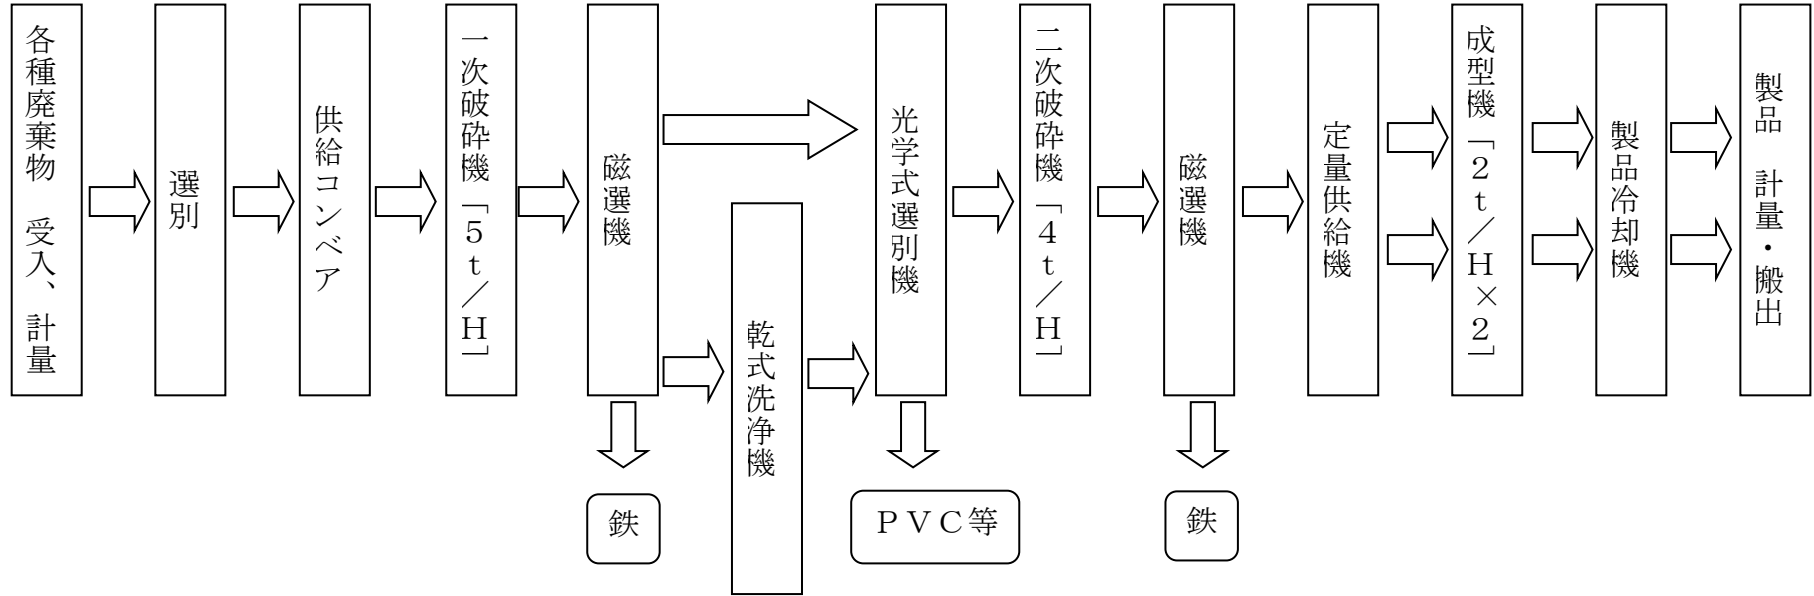 各種廃棄物　受入、計量
選別
供給コンベア
一次破砕機「５ｔ／Ｈ」
磁選機
鉄
乾式洗浄機
光学式選別機
ＰＶＣ等
二次破砕機「４ｔ／Ｈ」
磁選機
鉄
定量供給機
成型機「２ｔ／Ｈ×２」
製品冷却機
製品　計量・搬出